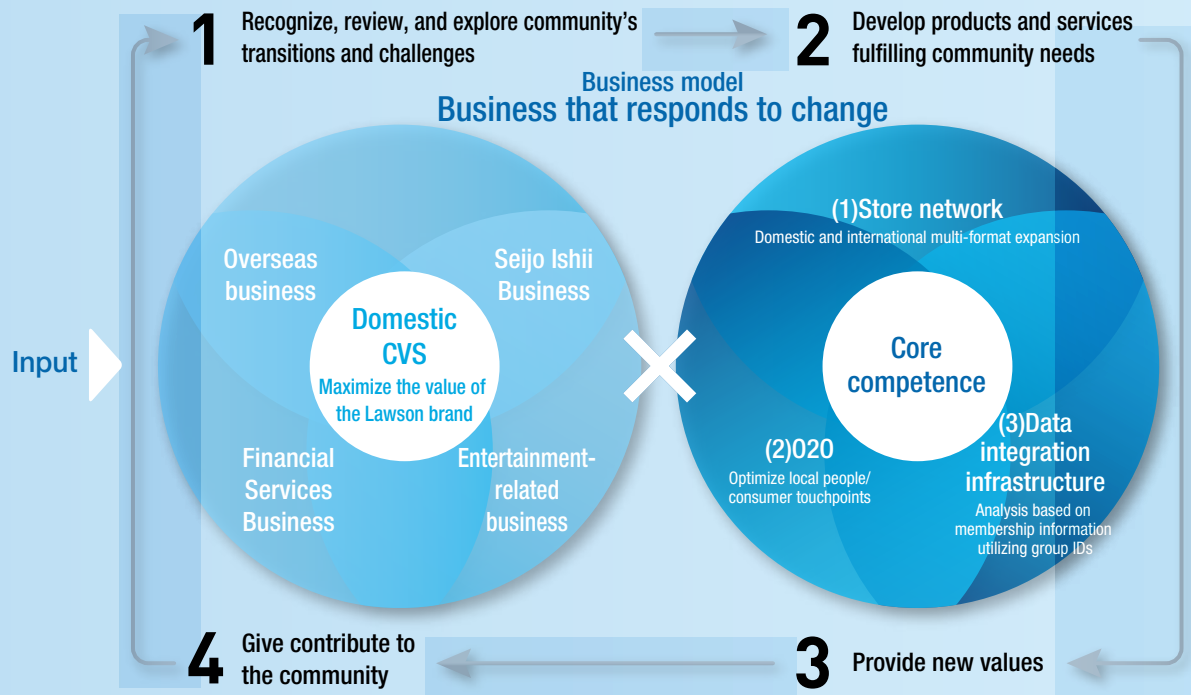 1
Recognize, review, and explore community's
transitions and challenges
2
Develop products and services
fulfilling community needs
Business model
Business that responds to change
Input
Overseas
business
Seijo Ishii
Business
Domestic
CVS
Maximize the value of
the Lawson brand
Financial
Services
Business
Entertainment-
related
business
(1)Store network
Domestic and international multi-format expansion
Core
competence
(2)O2O
Optimize local people/
consumer touchpoints
(3)Data
integration
infrastructure
Analysis based on
membership information
utilizing group IDs
4
Give contribute to
the community
3
Provide new values